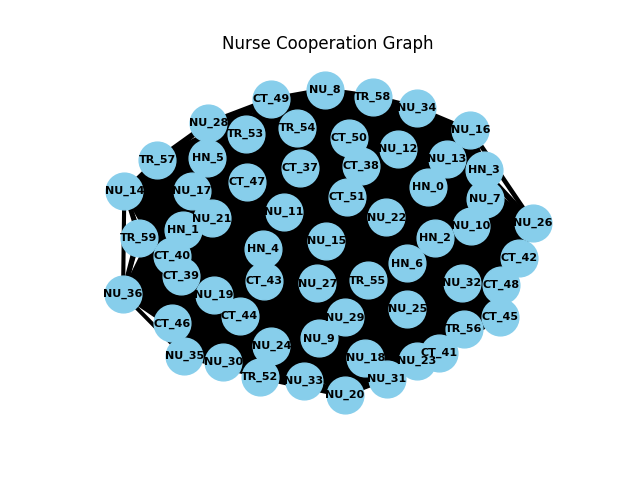 Nurse Cooperation Graph
NU_8
TR_58
CT_49
NU_34
NU_28
TR_54
NU_16
TR_53
CT_50
NU_12
HN_5
TR_57
NU_13
CT_38
CT_37
HN_3
CT_47
HN_0
NU_14
NU_17
CT_51
NU_7
NU_11
NU_21
NU_22
NU_26
NU_10
HN_1
TR_59
HN_2
NU_15
HN_4
CT_40
CT_42
HN_6
CT_39
CT_43
TR_55
NU_27
NU_32
CT_48
NU_36
NU_19
NU_25
CT_44
NU_29
CT_45
CT_46
TR_56
NU_9
NU_24
CT_41
NU_35
NU_18
NU_30
NU_23
TR_52
NU_31
NU_33
NU_20